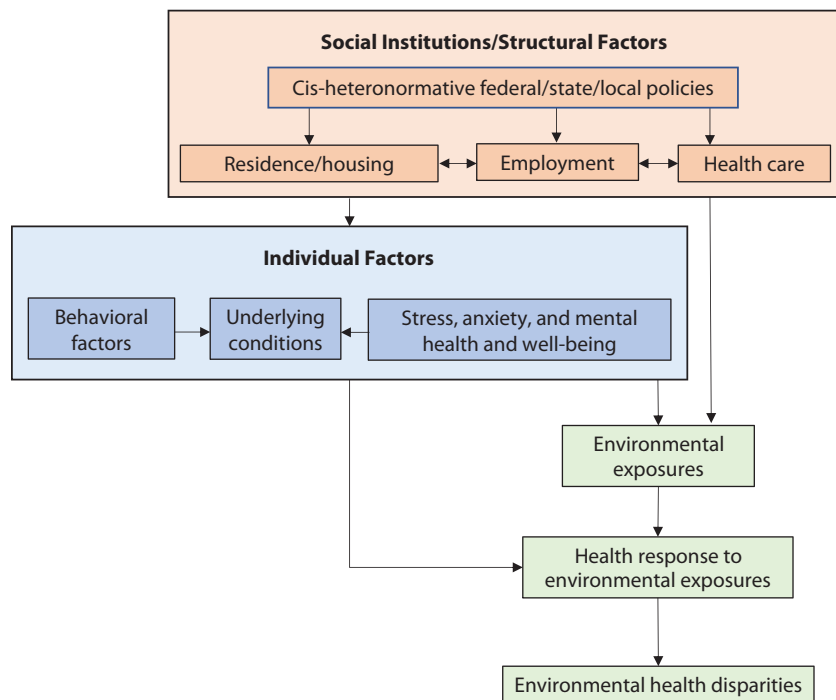 Social Institutions/Structural Factors
Cis-heteronormative federal/state/local policies
Residence/housing
Employment
Health care
Individual Factors
Behavioral
factors
Underlying
conditions
Stress, anxiety, and mental
health and well-being
Environmental
exposures
Health response to
environmental exposures
Environmental health disparities